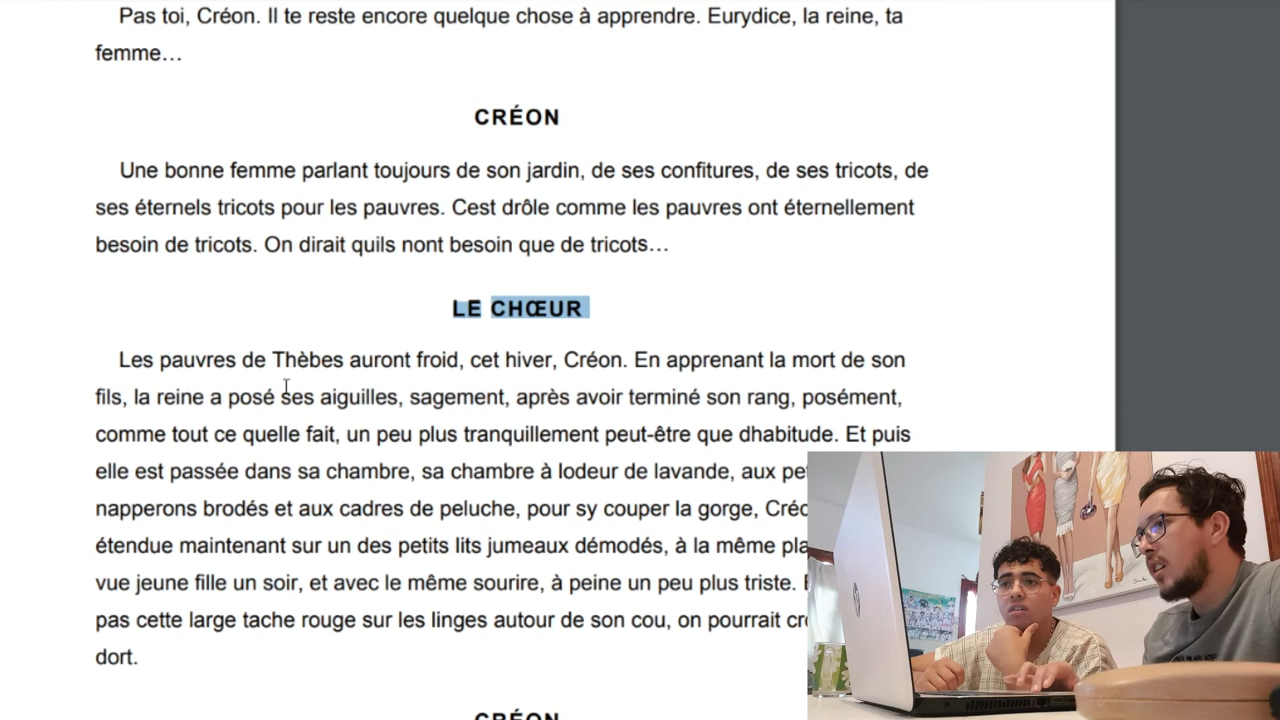 Pas toi, Créon. Il te reste encore quelque chose à apprendre. Eurydice, la reine, ta
femme…
CRÉON
Une bonne femme parlant toujours de son jardin, de ses confitures, de ses tricots, de
ses éternels tricots pour les pauvres. Cest drôle comme les pauvres ont éternellement
besoin de tricots. On dirait quils nont besoin que de tricots…
LE CHŒUR
Les pauvres de Thèbes auront froid, cet hiver, Créon. En apprenant la mort de son
fils, la reine a posé ses aiguilles, sagement, après avoir terminé son rang, posément,
comme tout ce quelle fait, un peu plus tranquillement peut-être que dhabitude. Et puis
elle est passée dans sa chambre, sa chambre à lodeur de lavande, aux
napperons brodés et aux cadres de peluche, pour sy couper la gorge,
étendue maintenant sur un des petits lits jumeaux démodés, à la même
vue jeune fille un soir, et avec le même sourire, à peine un peu plus triste.
pas cette large tache rouge sur les linges autour de son cou, on pourrait
dort.
CRÉON